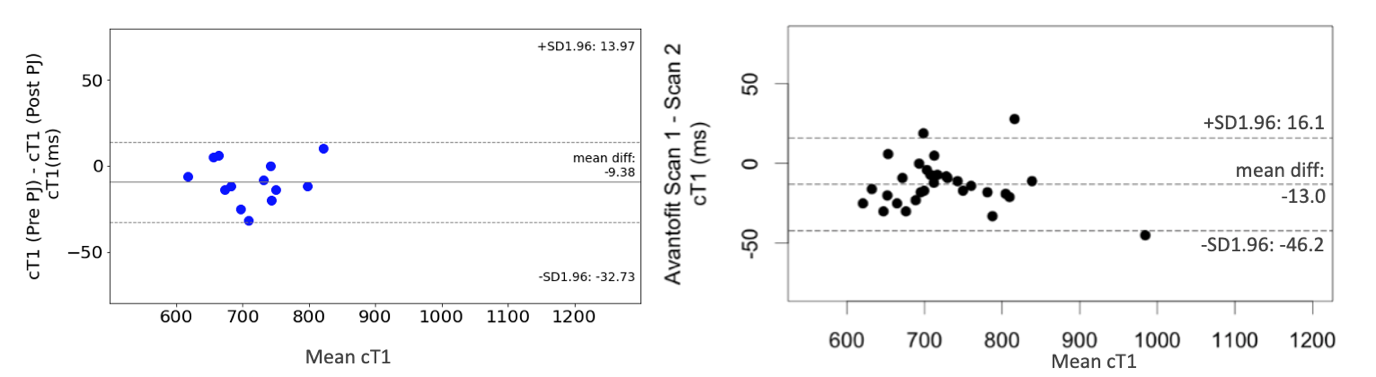 cT1 (Pre PJ) - cT1 (Post PJ)
cT1(ms)
50
0
−50
+SD1.96: 13.97
mean diff:
-9.38
-SD1.96: -32.73
600 700 800 900 1000 1100 1200
Mean cT1
Avantofit Scan 1 - Scan 2
cT1 (ms)
50
0
-50
+SD1.96: 16.1
mean diff:
-13.0
-SD1.96: -46.2
600 700 800 900 1000 1100 1200
Mean cT1